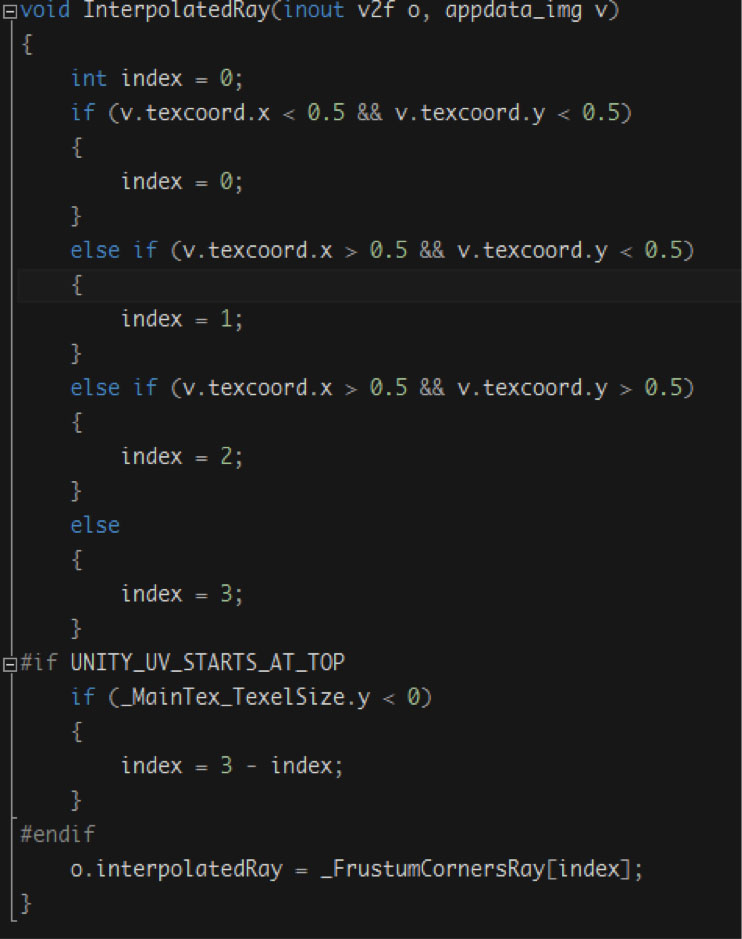 void InterpolatedRay(inout v2f o, appdata_img v)
{
    int index = 0;
    if (v.texcoord.x < 0.5 && v.texcoord.y < 0.5)
    {
        index = 0;
    }
    else if (v.texcoord.x > 0.5 && v.texcoord.y < 0.5)
    {
        index = 1;
    }
    else if (v.texcoord.x > 0.5 && v.texcoord.y > 0.5)
    {
        index = 2;
    }
    else
    {
        index = 3;
    }
#if UNITY_UV_STARTS_AT_TOP
    if (_MainTex_TexelSize.y < 0)
    {
        index = 3 - index;
    }
#endif
    o.interpolatedRay = _FrustumCornersRay[index];
}